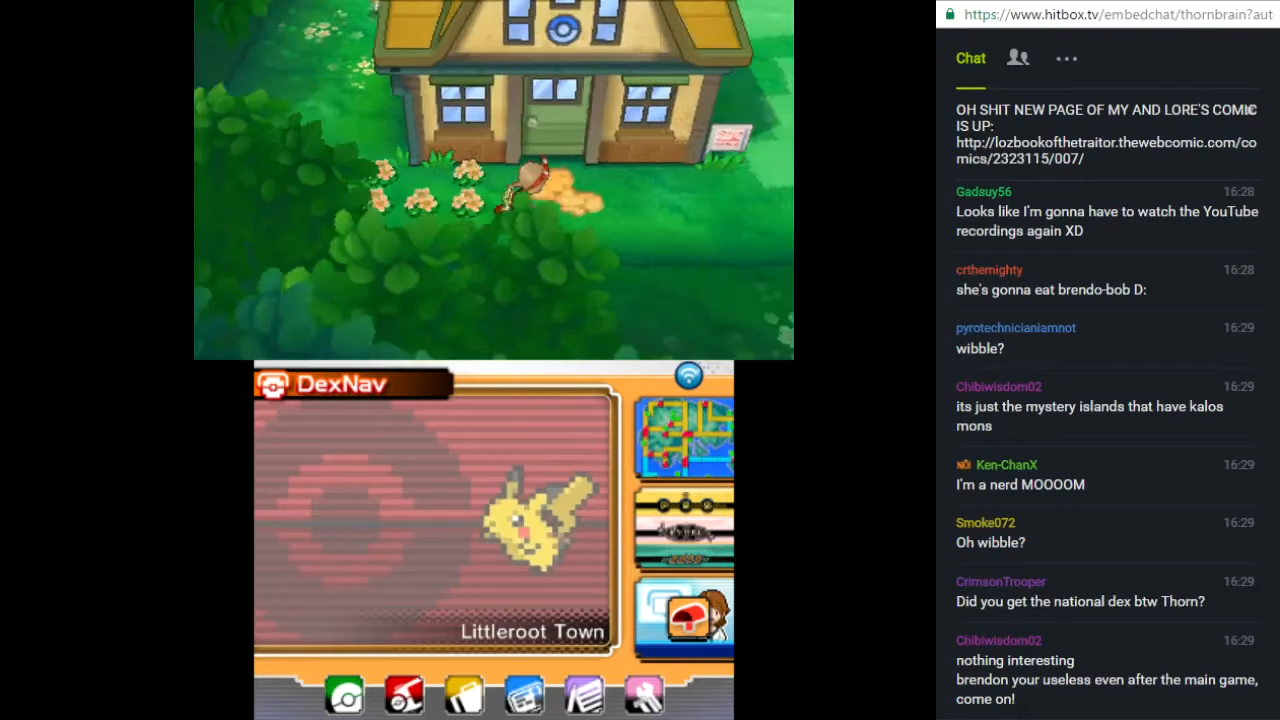 https://www.hitbox.tv/embedchat/thornbrain?aut
Chat
OH SHIT NEW PAGE OF MY AND LORE'S COMIC
IS UP:
http://lozbookofthetraitor.thewebcomic.com/co
mics/2323115/007/
Gadsuy56 16:28
Looks like I'm gonna have to watch the YouTube
recordings again XD
crthemighty 16:28
she's gonna eat brendo-bob D:
pyrotechnicianiamnot 16:29
wibble?
Chibiwisdom02 16:29
its just the mystery islands that have kalos
mons
Ken-ChanX 16:29
I'm a nerd MOOOOM
Smoke072 16:29
Oh wibble?
CrimsonTrooper 16:29
Did you get the national dex btw Thorn?
Chibiwisdom02 16:29
nothing interesting
brendon your useless even after the main game,
come on!
DexNav
Littleroot Town